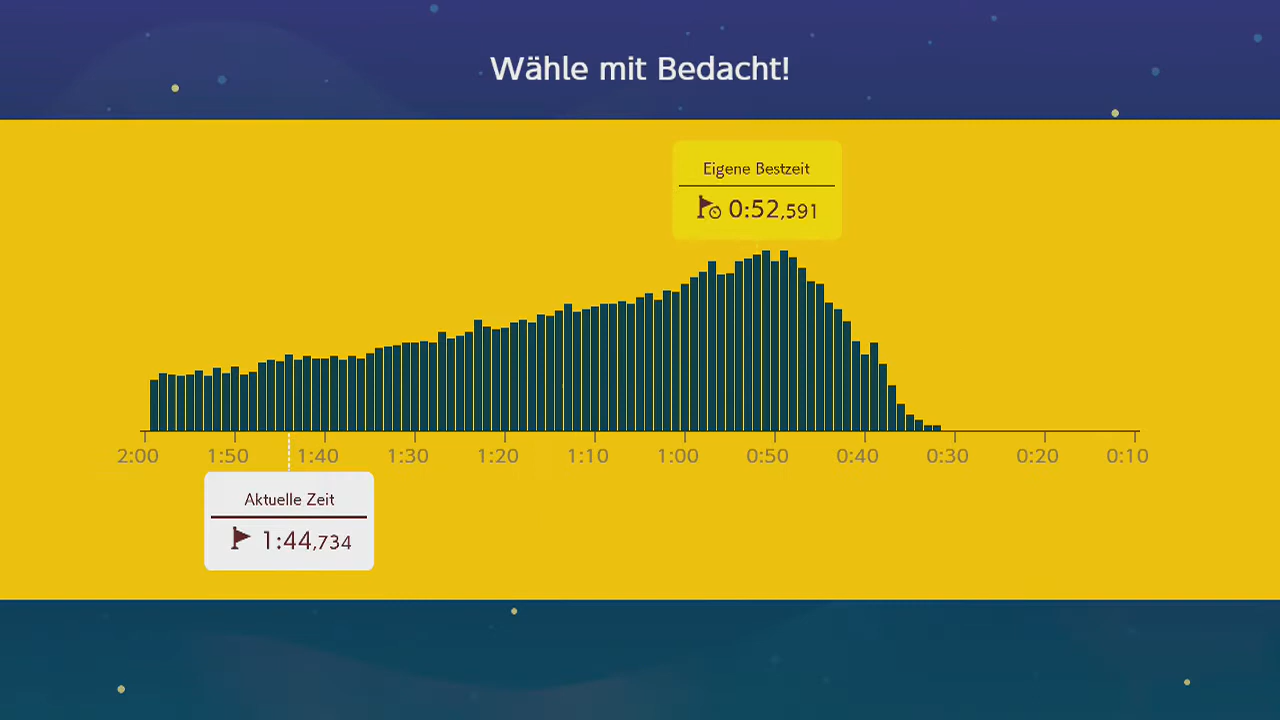 Wähle mit Bedacht!
Eigene Bestzeit
0:52,591
2:00 1:50 1:40 1:30 1:20 1:10 1:00 0:50 0:40 0:30 0:20 0:10
Aktuelle Zeit
1:44,734